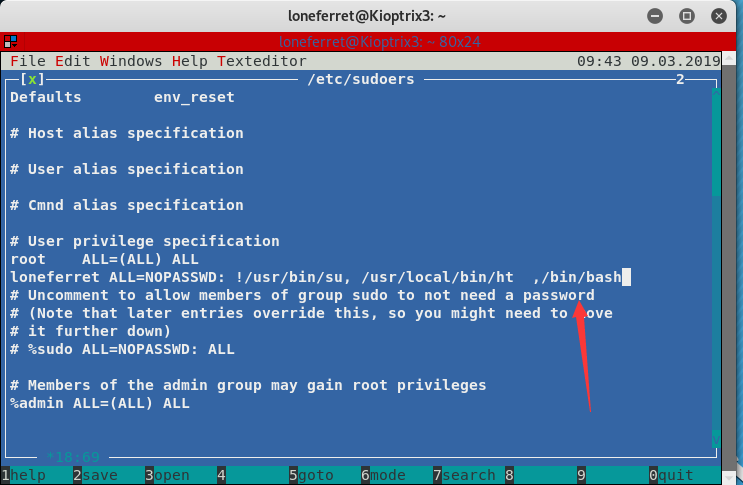 loneferret@Kioptrix3: ~
loneferret@Kioptrix3: ~ 80x24
File Edit Windows Help Texteditor 09:43 09.03.2019
[x] /etc/sudoers 2
Defaults env_reset
# Host alias specification
# User alias specification
# Cmnd alias specification
# User privilege specification
root ALL=(ALL) ALL
loneferret ALL=NOPASSWD: !/usr/bin/su, /usr/local/bin/ht ,/bin/bash
# Uncomment to allow members of group sudo to not need a password
# (Note that later entries override this, so you might need to move
# it further down)
# %sudo ALL=NOPASSWD: ALL
# Members of the admin group may gain root privileges
%admin ALL=(ALL) ALL
*18:69
1help 2save 3open 4 5goto 6mode 7search 8 9 0quit